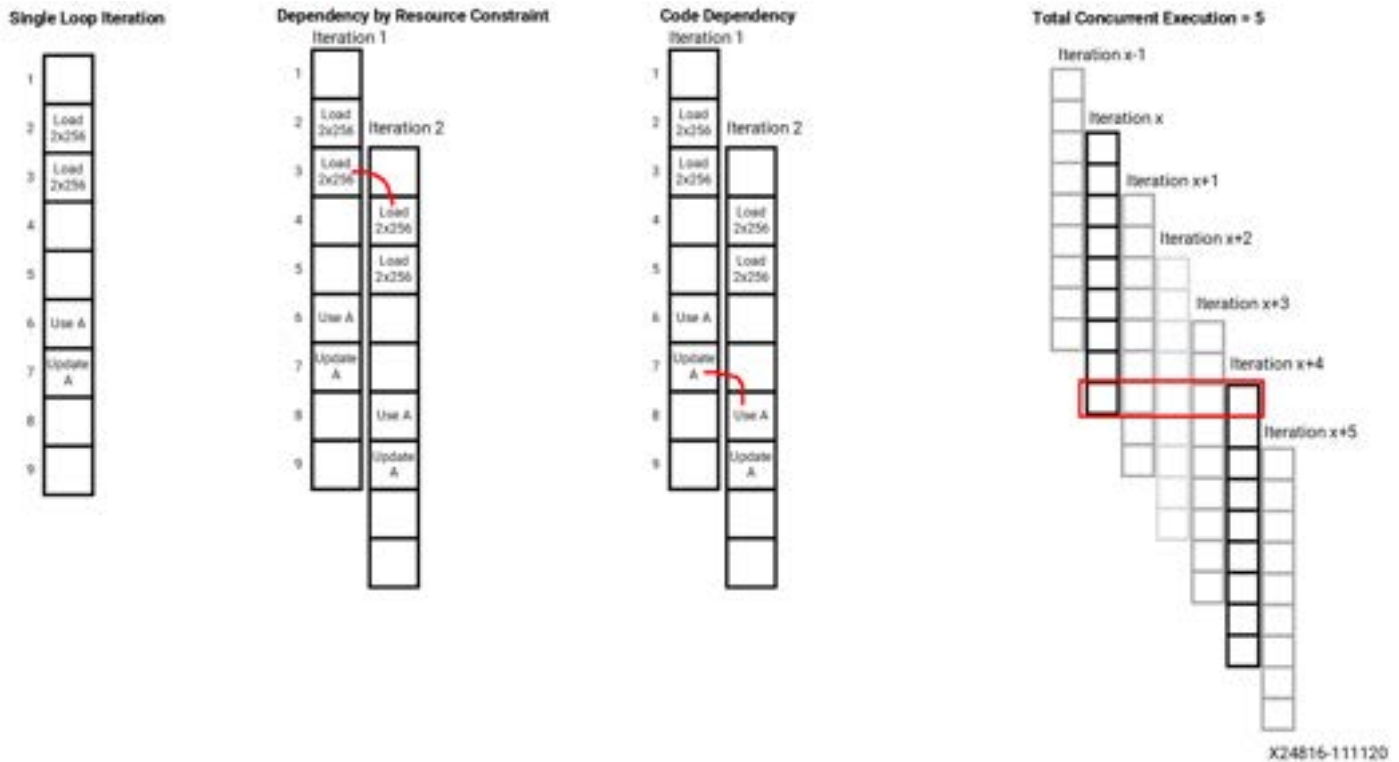 Single Loop Iteration
1
2
Load
2x256
3
Load
2x256
4
5
6
Use A
7
Update
A
8
9
Dependency by Resource Constraint
Iteration 1
1
2
Load
2x256
Iteration 2
3
Load
2x256
4
Load
2x256
5
Load
2x256
6
Use A
7
Update
A
8
Use A
9
Update
A
Code Dependency
Iteration 1
1
2
Load
2x256
Iteration 2
3
Load
2x256
4
Load
2x256
5
Load
2x256
6
Use A
7
Update
A
8
Use A
9
Update
A
Total Concurrent Execution = 5
Iteration x-1
Iteration x
Iteration x+1
Iteration x+2
Iteration x+3
Iteration x+4
Iteration x+5
X24816-111120